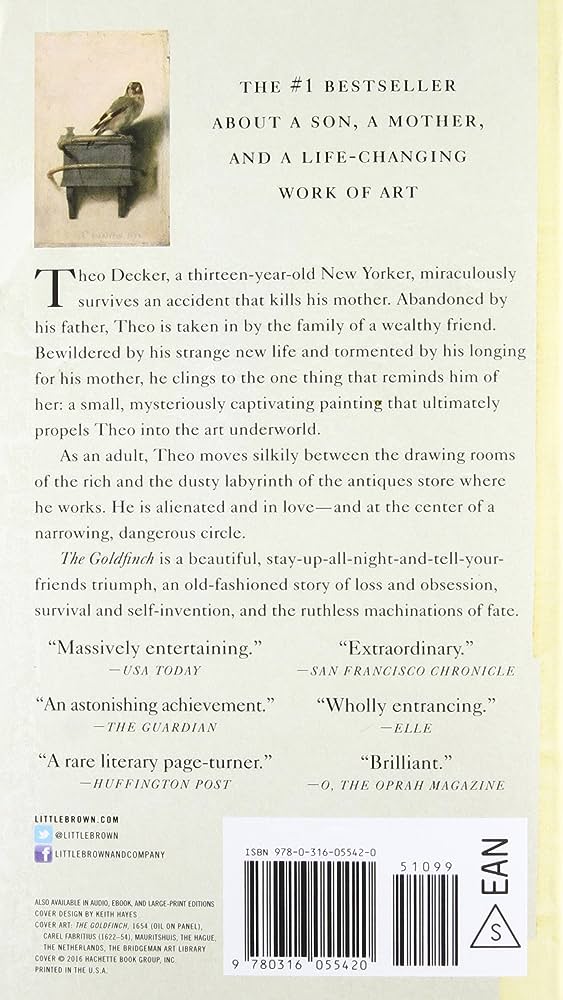 THE #1 BESTSELLER
ABOUT A SON, A MOTHER,
AND A LIFE-CHANGING
WORK OF ART
Theo Decker, a thirteen-year-old New Yorker, miraculously
survives an accident that kills his mother. Abandoned by
his father, Theo is taken in by the family of a wealthy friend.
Bewildered by his strange new life and tormented by his longing
for his mother, he clings to the one thing that reminds him of
her: a small, mysteriously captivating painting that ultimately
propels Theo into the art underworld.
As an adult, Theo moves silkily between the drawing rooms
of the rich and the dusty labyrinth of the antiques store where
he works. He is alienated and in love—and at the center of a
narrowing, dangerous circle.
The Goldfinch is a beautiful, stay-up-all-night-and-tell-your-
friends triumph, an old-fashioned story of loss and obsession,
survival and self-invention, and the ruthless machinations of fate.
“Massively entertaining.”
—USA TODAY
“Extraordinary.”
—SAN FRANCISCO CHRONICLE
“An astonishing achievement.”
—THE GUARDIAN
“Wholly entrancing.”
—ELLE
“A rare literary page-turner.”
—HUFFINGTON POST
“Brilliant.”
—O, THE OPRAH MAGAZINE
LITTLEBROWN.COM
@LITTLEBROWN
f LITTLEBROWNANDCOMPANY
ALSO AVAILABLE IN AUDIO, EBOOK, AND LARGE-PRINT EDITIONS
COVER DESIGN BY KEITH HAYES
COVER ART: THE GOLDFINCH, 1654 (OIL ON PANEL),
CAREL FABRITIUS (1622–54), MAURITSHUIS, THE HAGUE,
THE NETHERLANDS, THE BRIDGEMAN ART LIBRARY
COVER © 2016 HACHETTE BOOK GROUP, INC.
PRINTED IN THE U.S.A.
ISBN 978-0-316-05542-0
51099
9 780316 055420
EAN
S